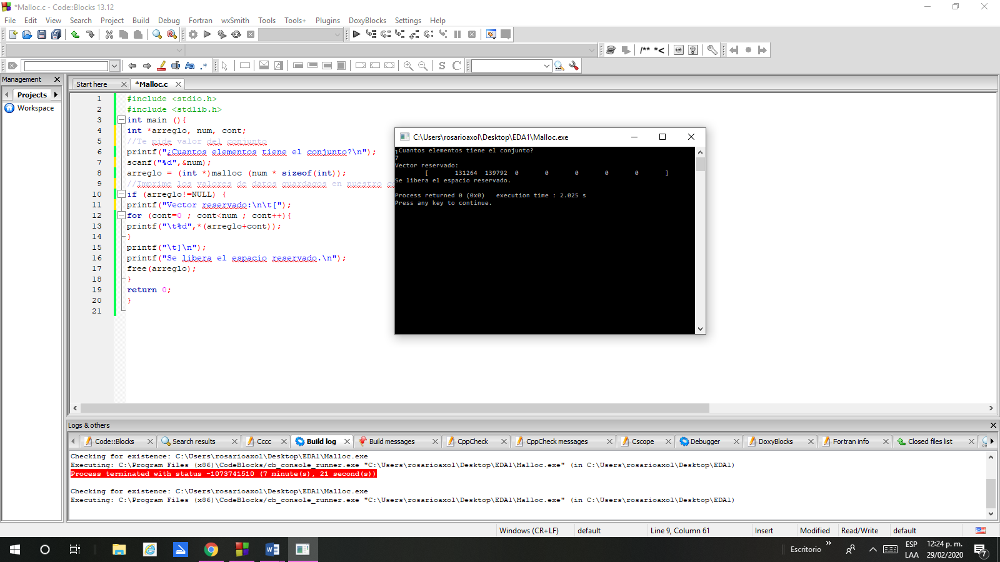 *Malloc.c - Code::Blocks 13.12
File Edit View Search Project Build Debug Fortran wxSmith Tools Tools+ Plugins DoxyBlocks Settings Help
/** *<
Aa .* S C
Management
Start here *Malloc.c
Projects
Workspace
1 #include <stdio.h>
2 #include <stdlib.h>
3 int main (){
4 int *arreglo, num, cont;
5 //Te pide valor del conjunto
6 printf("¿Cuantos elementos tiene el conjunto?\n");
7 scanf("%d",&num);
8 arreglo = (int *)malloc (num * sizeof(int));
9 //Imprime los valores de datos guardagos en nuestro co
10 if (arreglo!=NULL) {
11 printf("Vector reservado:\n\t[");
12 for (cont=0 ; cont<num ; cont++){
13 printf("\t%d",*(arreglo+cont));
14 }
15 printf("\t]\n");
16 printf("Se libera el espacio reservado.\n");
17 free(arreglo);
18 }
19 return 0;
20 }
21
C:\Users\rosarioaxol\Desktop\EDA1\Malloc.exe
┐Cuantos elementos tiene el conjunto?
7
Vector reservado:
[ 131264 139792 0 0 0 0 0 ]
Se libera el espacio reservado.
Process returned 0 (0x0) execution time : 2.025 s
Press any key to continue.
Logs & others
Code::Blocks Search results Cccc Build log Build messages CppCheck CppCheck messages Cscope Debugger DoxyBlocks Fortran info Closed files list
Checking for existence: C:\Users\rosarioaxol\Desktop\EDA1\Malloc.exe
Executing: C:\Program Files (x86)\CodeBlocks/cb_console_runner.exe "C:\Users\rosarioaxol\Desktop\EDA1\Malloc.exe" (in C:\Users\rosarioaxol\Desktop\EDA1)
Process terminated with status -1073741510 (7 minute(s), 21 second(s))
Checking for existence: C:\Users\rosarioaxol\Desktop\EDA1\Malloc.exe
Executing: C:\Program Files (x86)\CodeBlocks/cb_console_runner.exe "C:\Users\rosarioaxol\Desktop\EDA1\Malloc.exe" (in C:\Users\rosarioaxol\Desktop\EDA1)
Windows (CR+LF) default Line 9, Column 61 Insert Modified Read/Write default
Escritorio » ESP LAA 12:24 p. m. 29/02/2020 7